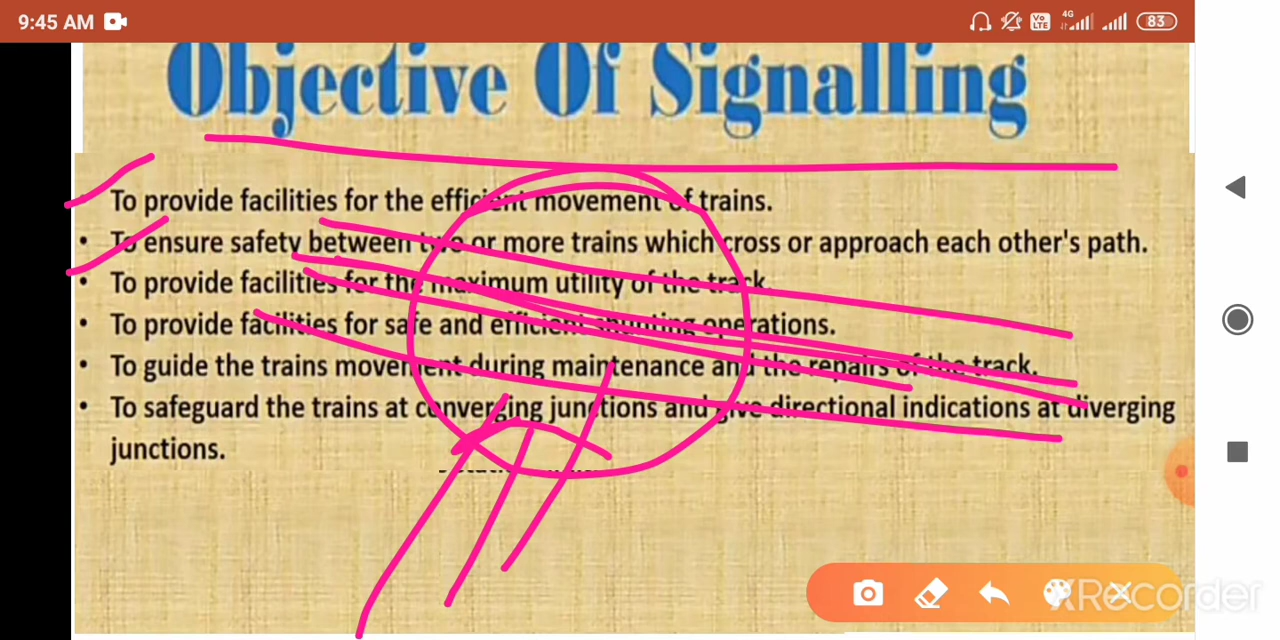 9:45 AM
Vo LTE 4G 83
Objective Of Signalling
To provide facilities for the efficient movement of trains.
• To ensure safety between two or more trains which cross or approach each other's path.
• To provide facilities for the maximum utility of the track.
• To provide facilities for safe and efficient shunting operations.
• To guide the trains movement during maintenance and the repairs of the track.
• To safeguard the trains at converging junctions and give directional indications at diverging
junctions.
XRecorder